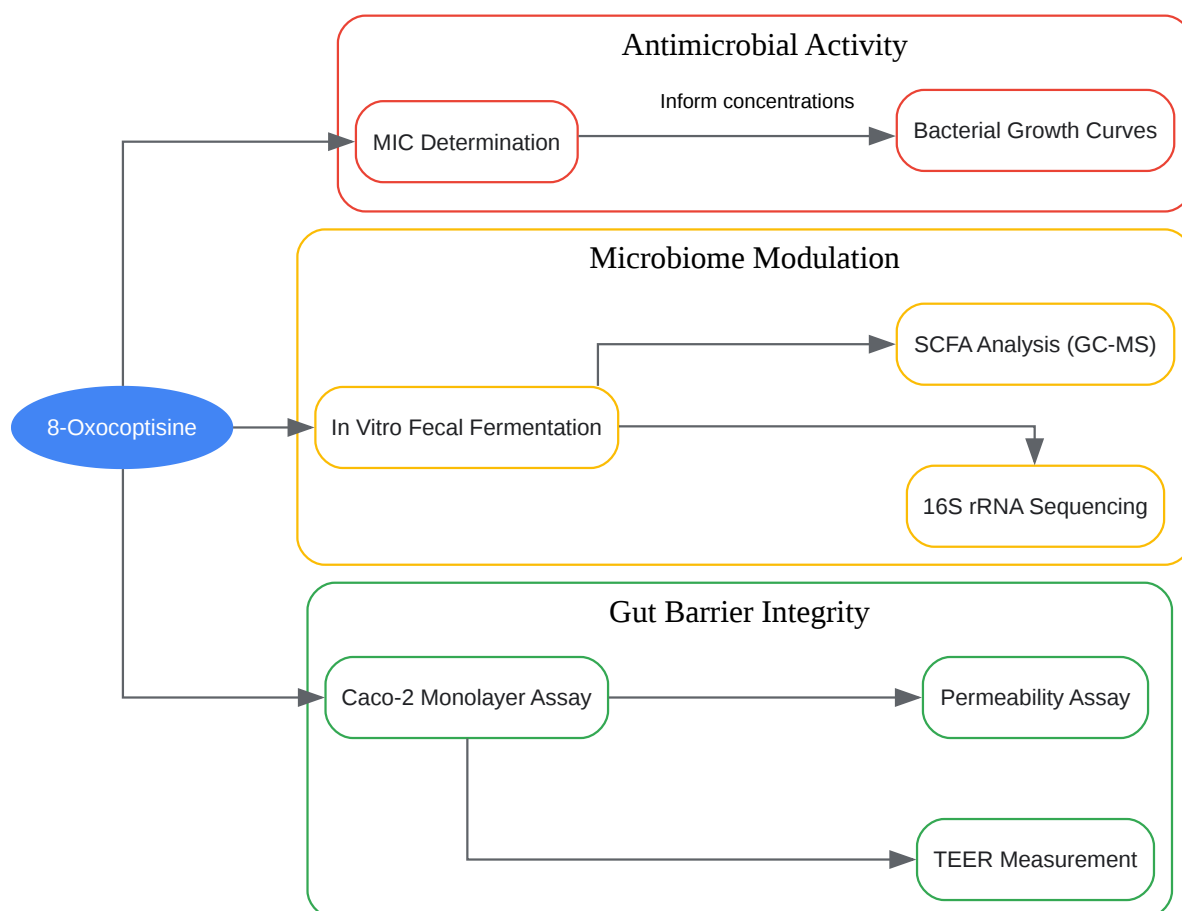 Antimicrobial Activity
Inform concentrations
MIC Determination
Bacterial Growth Curves
Microbiome Modulation
SCFA Analysis (GC-MS)
8-Oxocoptisine
In Vitro Fecal Fermentation
16S rRNA Sequencing
Gut Barrier Integrity
Caco-2 Monolayer Assay
Permeability Assay
TEER Measurement